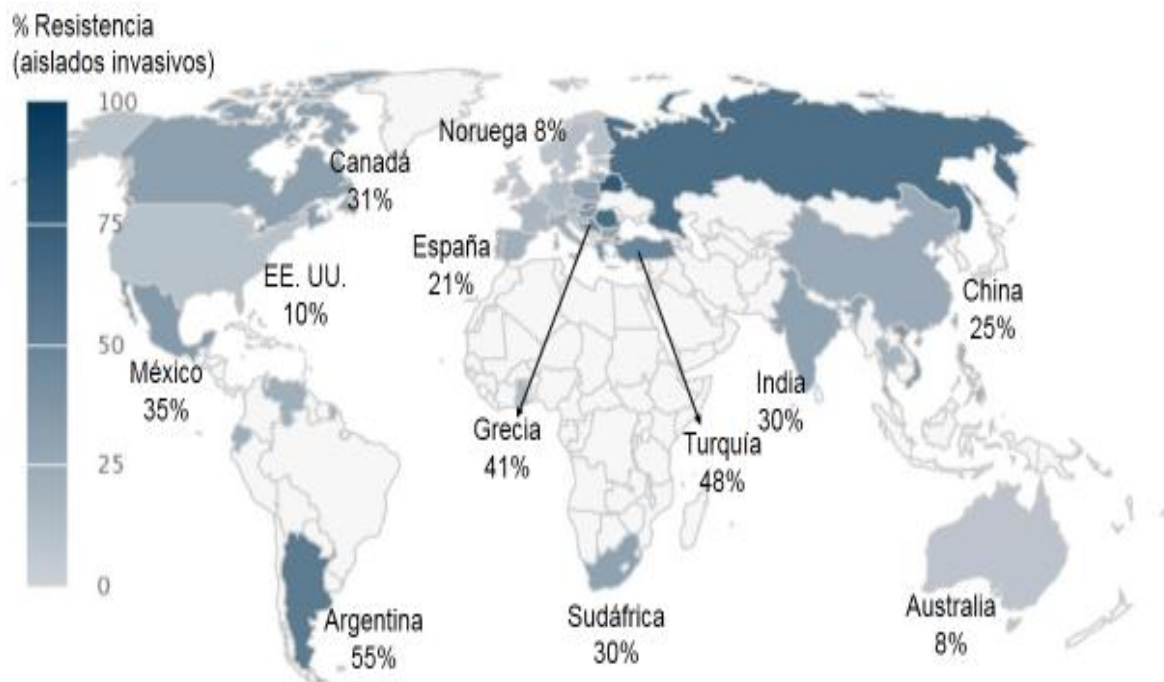 % Resistencia
(aislados invasivos)
100
75
50
25
0
Noruega 8%
Canadá
31%
España
21%
EE. UU.
10%
China
25%
México
35%
India
30%
Grecia
41%
Turquía
48%
Argentina
55%
Sudáfrica
30%
Australia
8%